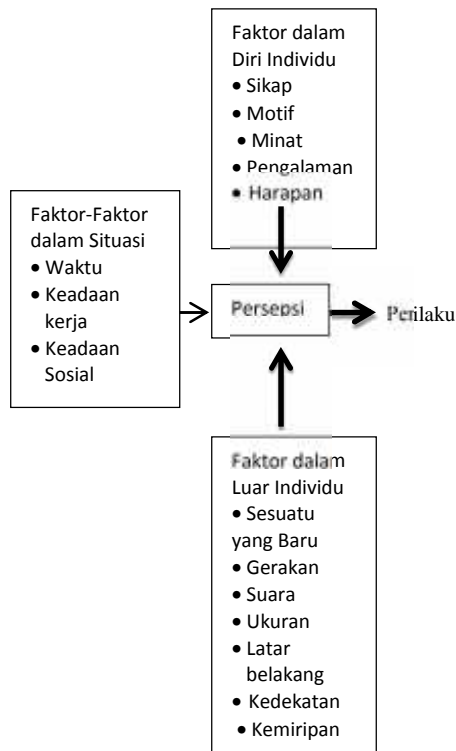 Faktor dalam
Diri Individu
• Sikap
• Motif
• Minat
• Pengalaman
• Harapan
Faktor-Faktor
dalam Situasi
• Waktu
• Keadaan
kerja
• Keadaan
Sosial
Persepsi
Perilaku
Faktor dalam
Luar Individu
• Sesuatu
yang Baru
• Gerakan
• Suara
• Ukuran
• Latar
belakang
• Kedekatan
• Kemiripan